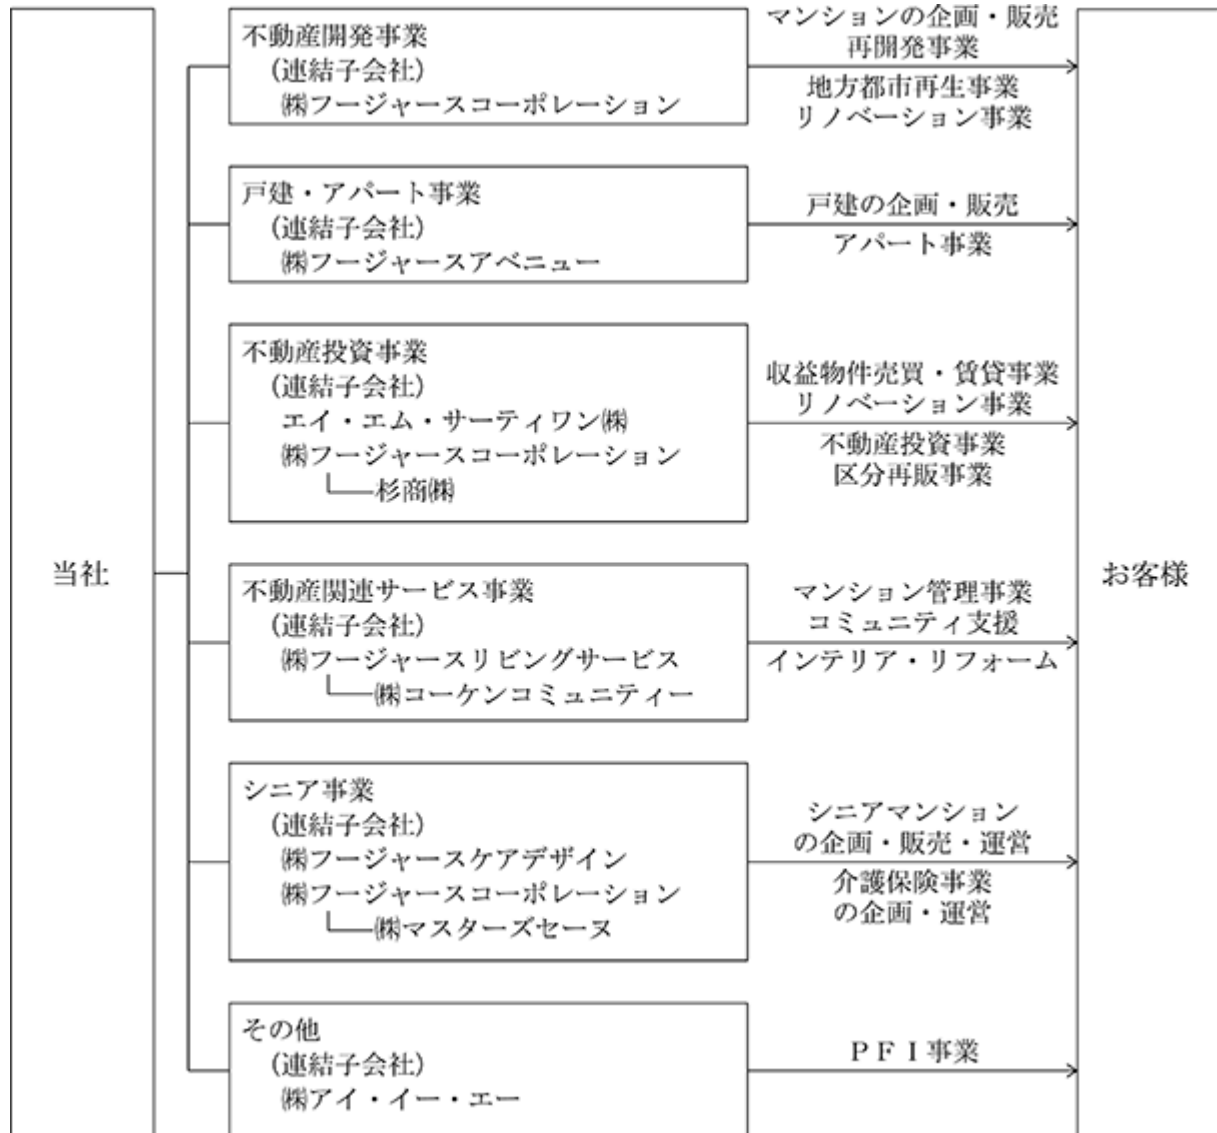 当社
不動産開発事業
(連結子会社)
㈱フージャースコーポレーション
マンションの企画・販売
再開発事業
地方都市再生事業
リノベーション事業
戸建・アパート事業
(連結子会社)
㈱フージャースアベニュー
戸建の企画・販売
アパート事業
不動産投資事業
(連結子会社)
エイ・エム・サーティワン㈱
㈱フージャースコーポレーション
杉商㈱
収益物件売買・賃貸事業
リノベーション事業
不動産投資事業
区分再販事業
不動産関連サービス事業
(連結子会社)
㈱フージャースリビングサービス
㈱コーケンコミュニティー
マンション管理事業
コミュニティ支援
インテリア・リフォーム
シニア事業
(連結子会社)
㈱フージャースケアデザイン
㈱フージャースコーポレーション
㈱マスターズセーヌ
シニアマンション
の企画・販売・運営
介護保険事業
の企画・運営
その他
(連結子会社)
㈱アイ・イー・エー
ＰＦＩ事業
お客様